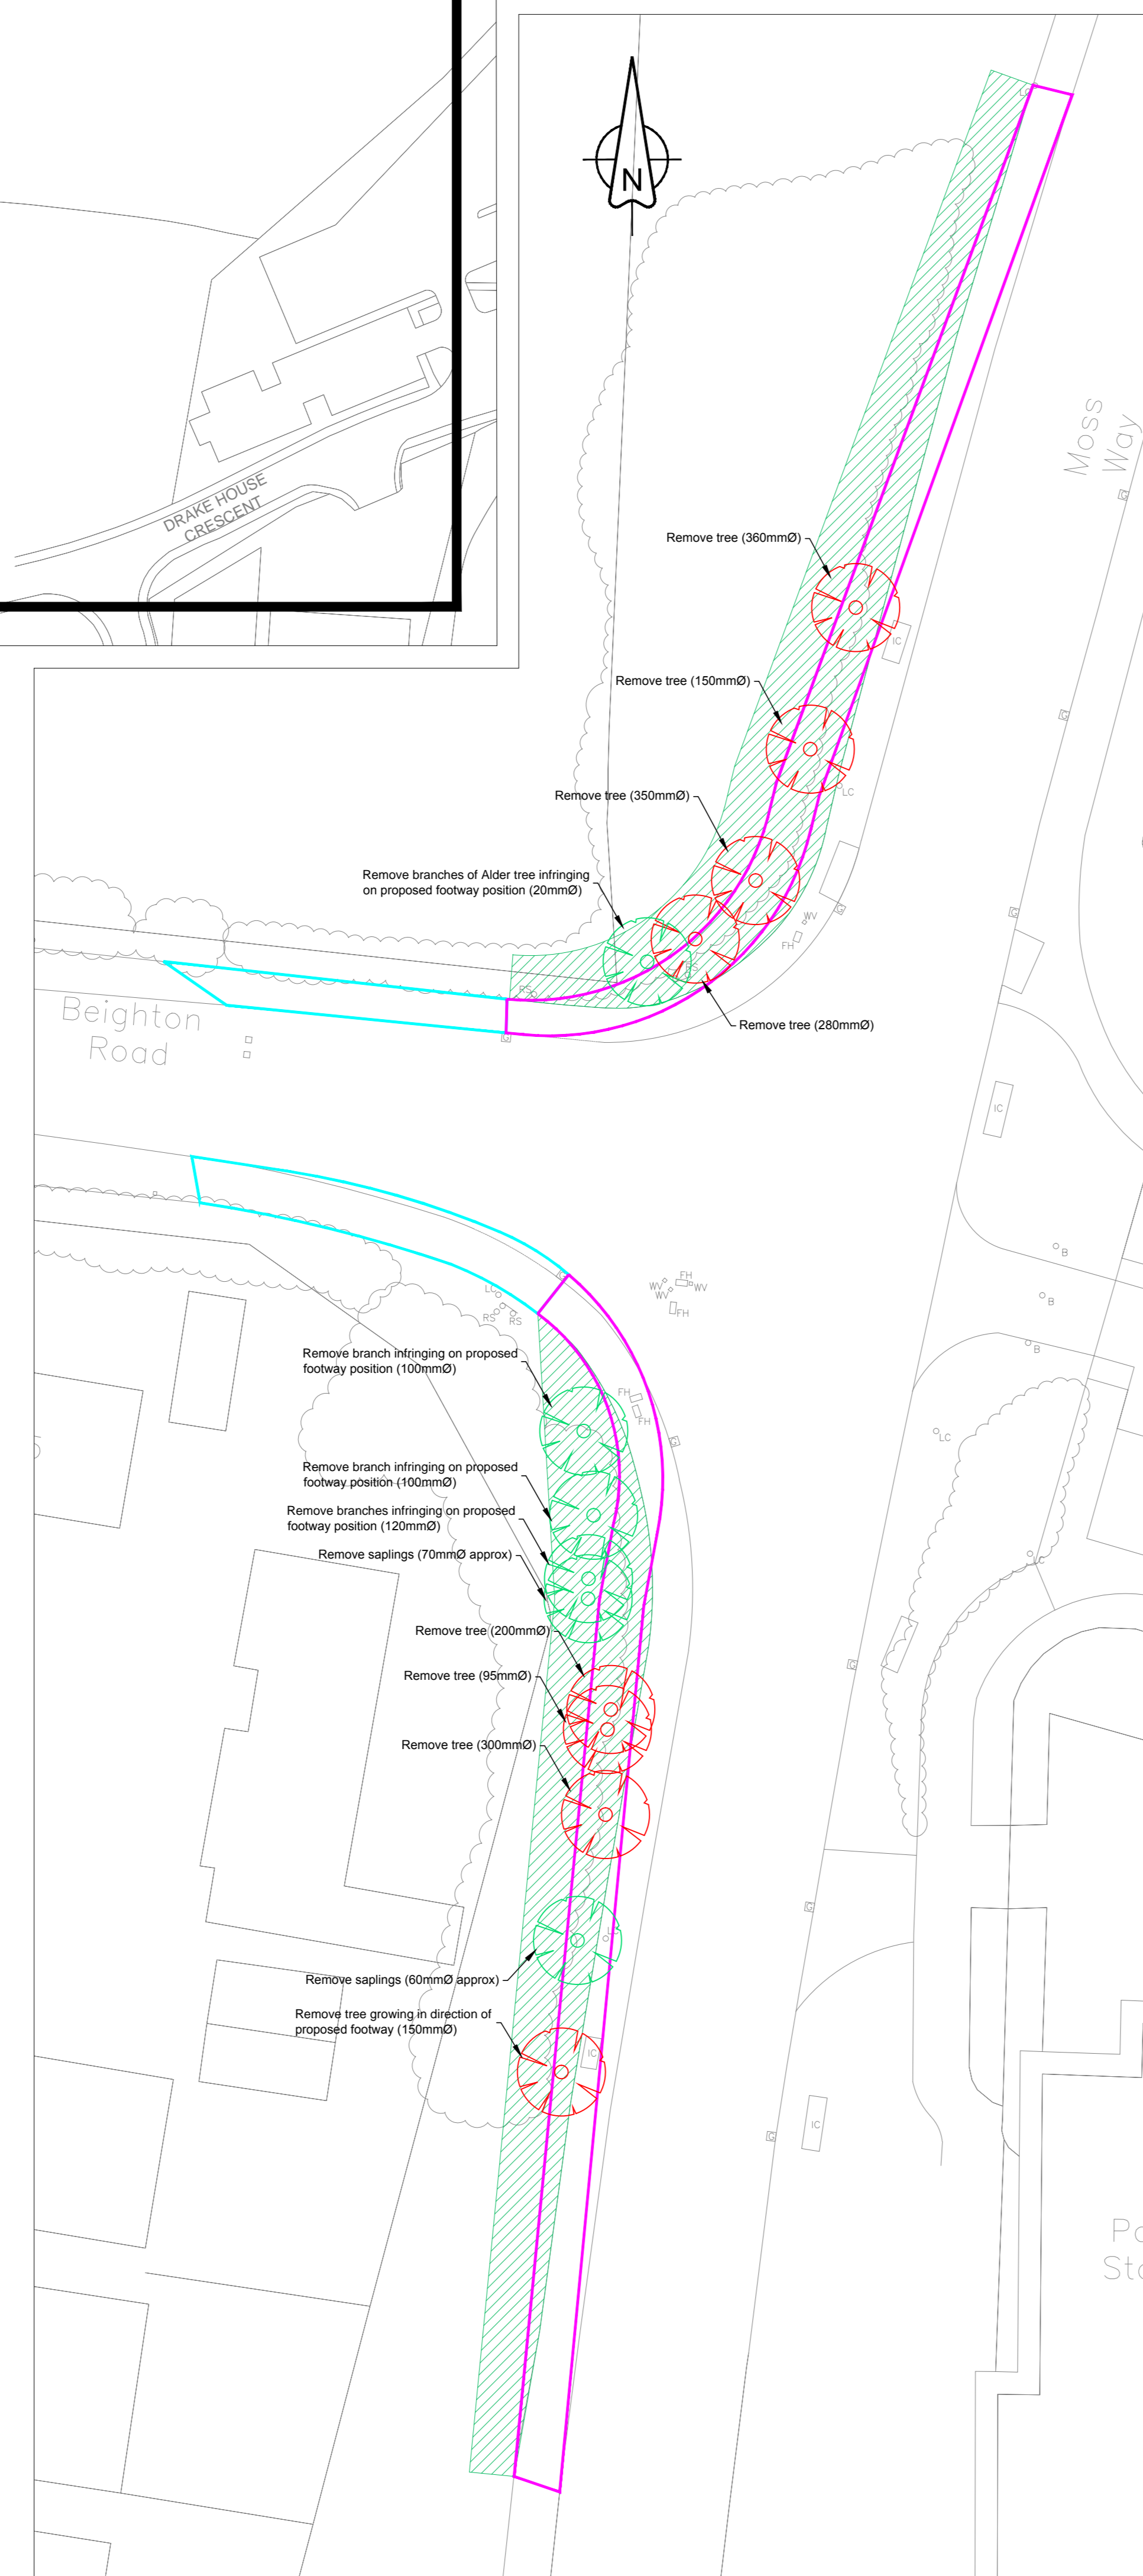 N
LC
DRAKE HOUSE
CRESCENT
Moss
Way
G
Remove tree (360mmØ)
IC
Remove tree (150mmØ)
G
LC
Remove tree (350mmØ)
Remove branches of Alder tree infringing
on proposed footway position (20mmØ)
G
G
WV
FH
RS
RS
Beighton
Road
Remove tree (280mmØ)
G
IC
B
G
FH
WV
WV
WV
FH
LC
RS
RS
B
B
Remove branch infringing on proposed
footway position (100mmØ)
FH
FH
LC
G
Remove branch infringing on proposed
footway position (100mmØ)
Remove branches infringing on proposed
footway position (120mmØ)
Remove saplings (70mmØ approx)
LC
Remove tree (200mmØ)
G
Remove tree (95mmØ)
Remove tree (300mmØ)
G
Remove saplings (60mmØ approx)
Remove tree growing in direction of
proposed footway (150mmØ)
IC
IC
G